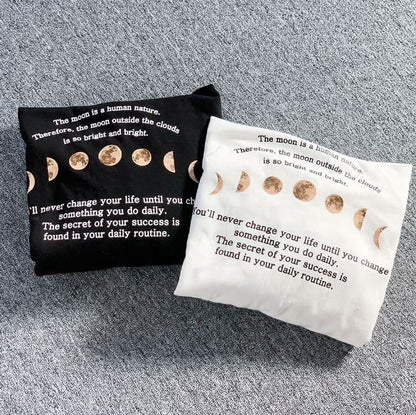 The moon is a human nature.
Therefore, the moon outside the clouds
is so bright and bright.
You'll never change your life until you change
something you do daily.
The secret of your success is
found in your daily routine.
The moon is a human nature.
Therefore, the moon outside the clouds
is so bright and bright.
You'll never change your life until you change
something you do daily.
The secret of your success is
found in your daily routine.